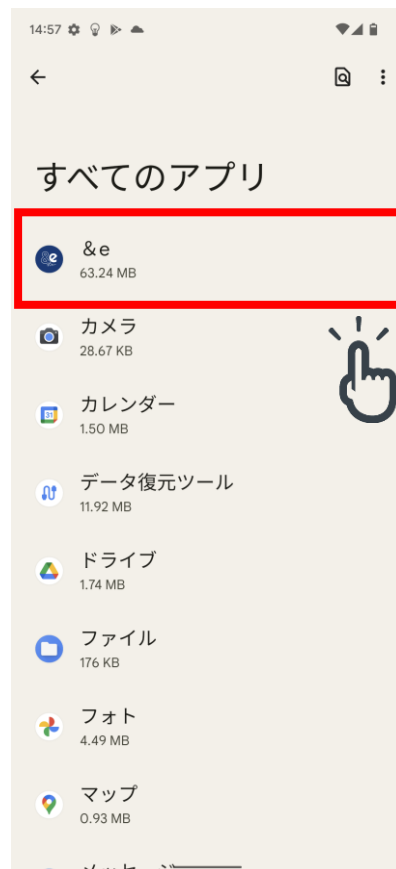 14:57
すべてのアプリ
&e
63.24 MB
カメラ
28.67 KB
カレンダー
1.50 MB
データ復元ツール
11.92 MB
ドライブ
1.74 MB
ファイル
176 KB
フォト
4.49 MB
マップ
0.93 MB